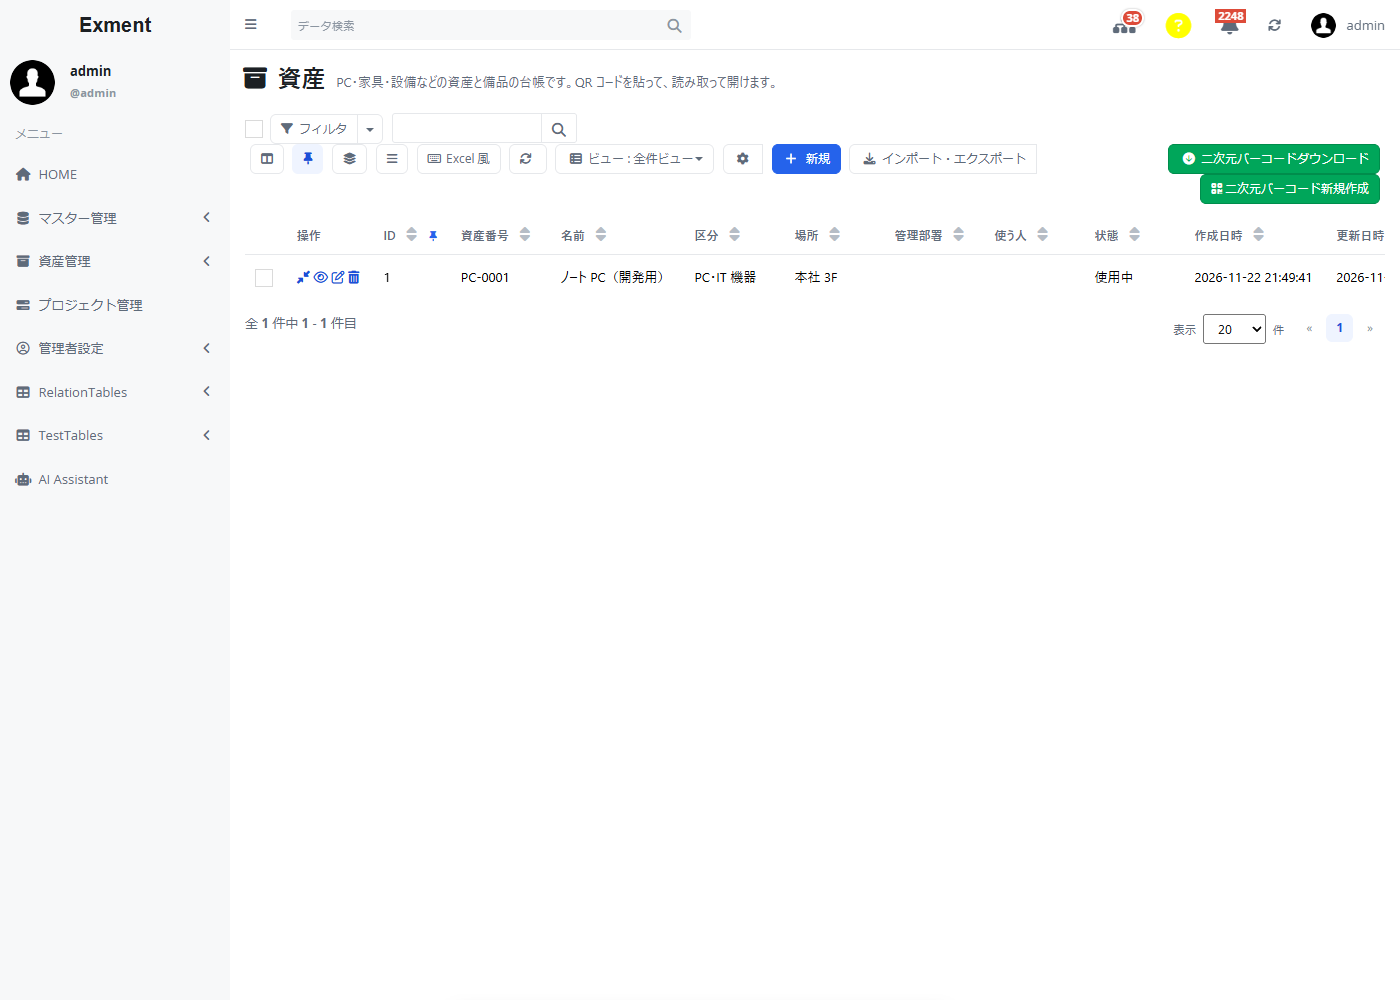 Exment
データ検索
38
?
2248
admin
admin
@admin
メニュー
HOME
マスター管理
資産管理
プロジェクト管理
管理者設定
RelationTables
TestTables
AI Assistant
資産 PC・家具・設備などの資産と備品の台帳です。QR コードを貼って、読み取って開けます。
フィルタ
Excel 風
ビュー : 全件ビュー
新規
インポート・エクスポート
二次元バーコードダウンロード
二次元バーコード新規作成
操作 ID 資産番号 名前 区分 場所 管理部署 使う人 状態 作成日時 更新日時
1 PC-0001 ノート PC（開発用） PC・IT 機器 本社 3F 使用中 2026-11-22 21:49:41 2026-11-
全 1 件中 1 - 1 件目
表示 20 件 « 1 »